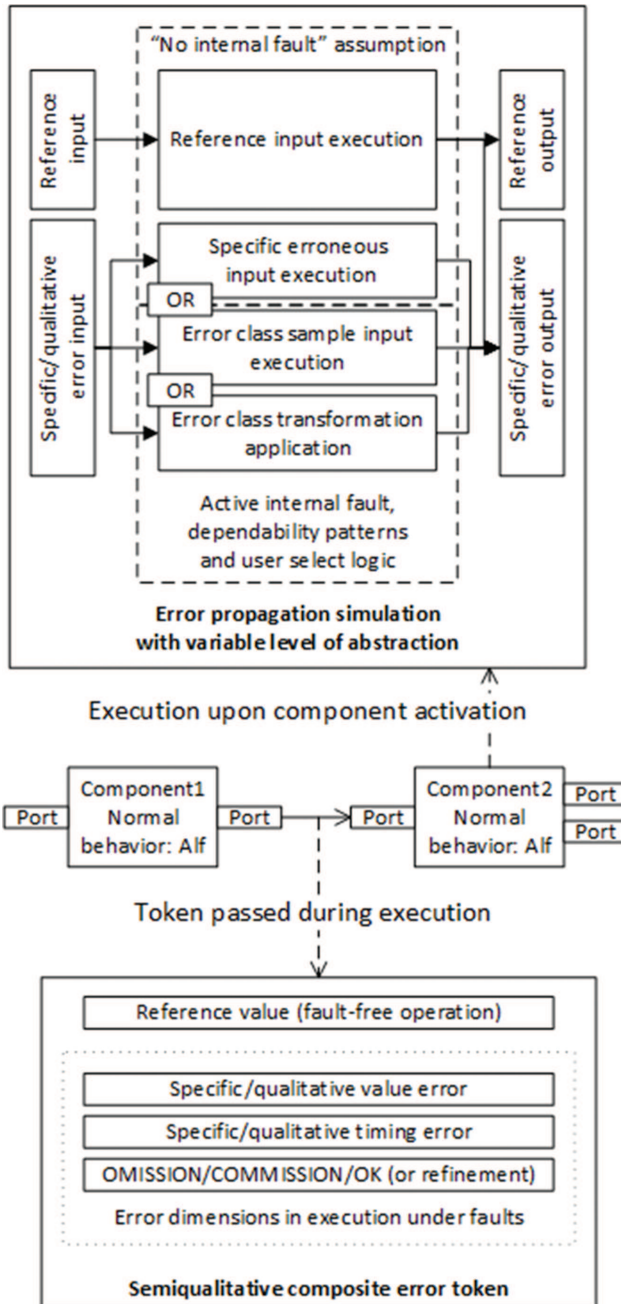 “No internal fault” assumption
Reference
input
Reference input execution
Reference
output
Specific/qualitative
error input
Specific erroneous
input execution
OR
Error class sample input
execution
OR
Error class transformation
application
Specific/qualitative
error output
Active internal fault,
dependability patterns
and user select logic
Error propagation simulation
with variable level of abstraction
Execution upon component activation
Port
Component1
Normal
behavior: Alf
Port
Port
Component2
Normal
behavior: Alf
Port
Port
Token passed during execution
Reference value (fault-free operation)
Specific/qualitative value error
Specific/qualitative timing error
OMISSION/COMMISSION/OK (or refinement)
Error dimensions in execution under faults
Semiqualitative composite error token